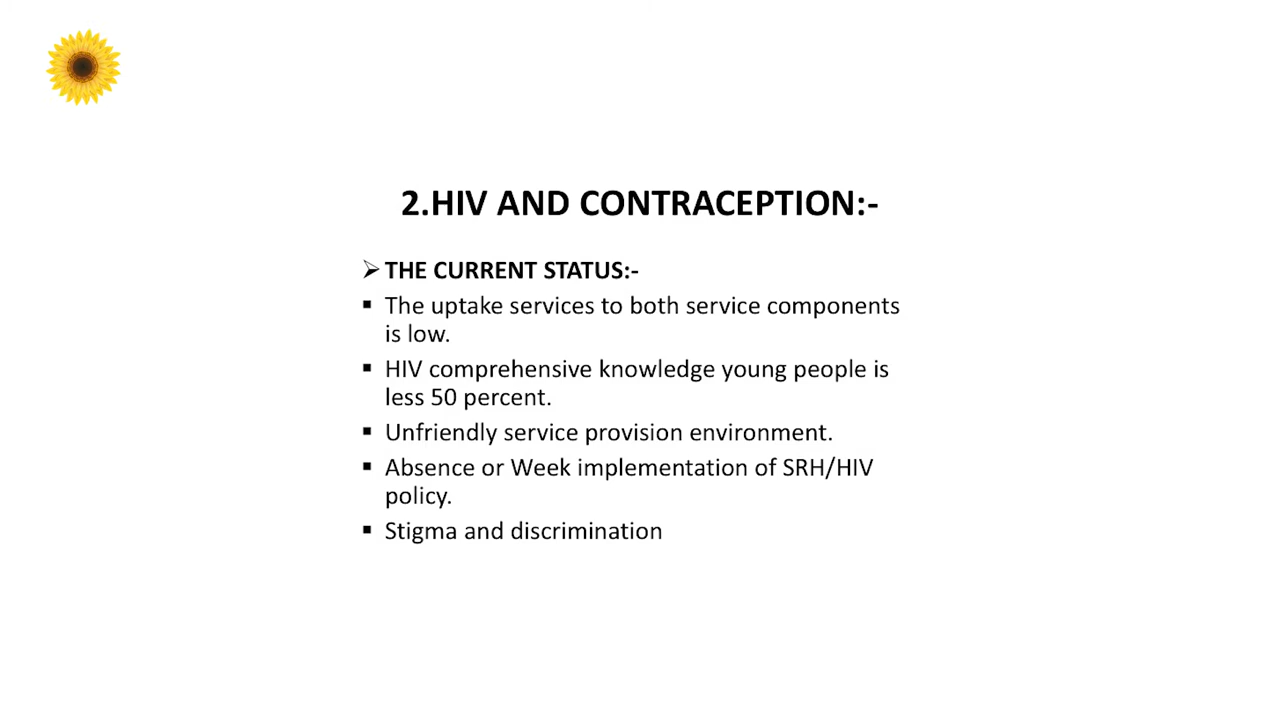 2.HIV AND CONTRACEPTION:-
➢THE CURRENT STATUS:-
▪ The uptake services to both service components
is low.
▪ HIV comprehensive knowledge young people is
less 50 percent.
▪ Unfriendly service provision environment.
▪ Absence or Week implementation of SRH/HIV
policy.
▪ Stigma and discrimination